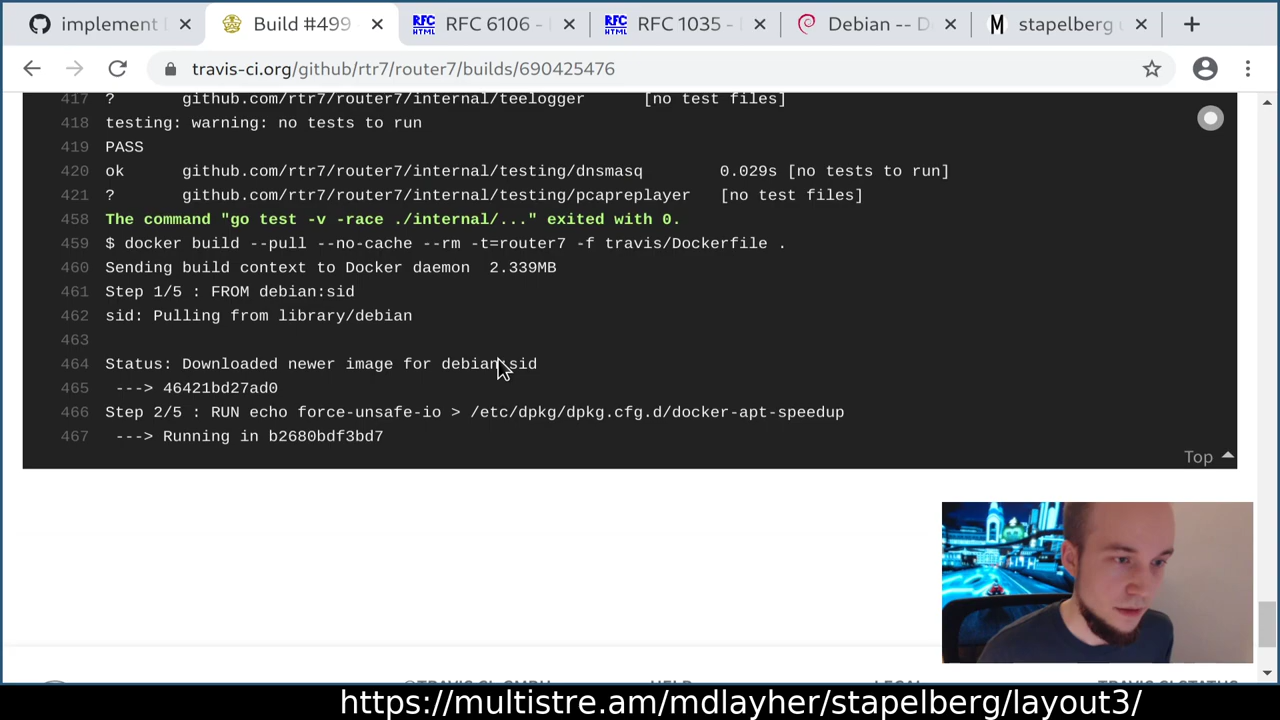 implement
Build #499
RFC HTML RFC 6106 -
RFC HTML RFC 1035 -
Debian -- D
M stapelberg
travis-ci.org/github/rtr7/router7/builds/690425476
417 ? github.com/rtr7/router7/internal/teelogger [no test files]
418 testing: warning: no tests to run
419 PASS
420 ok github.com/rtr7/router7/internal/testing/dnsmasq 0.029s [no tests to run]
421 ? github.com/rtr7/router7/internal/testing/pcapreplayer [no test files]
458 The command "go test -v -race ./internal/..." exited with 0.
459 $ docker build --pull --no-cache --rm -t=router7 -f travis/Dockerfile .
460 Sending build context to Docker daemon 2.339MB
461 Step 1/5 : FROM debian:sid
462 sid: Pulling from library/debian
463
464 Status: Downloaded newer image for debian:sid
465 ---> 46421bd27ad0
466 Step 2/5 : RUN echo force-unsafe-io > /etc/dpkg/dpkg.cfg.d/docker-apt-speedup
467 ---> Running in b2680bdf3bd7
Top
https://multistre.am/mdlayher/stapelberg/layout3/